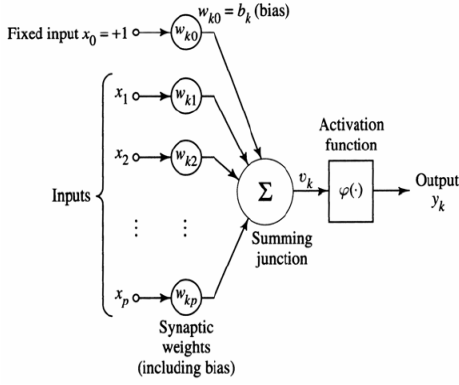 w_k0 = b_k (bias)
Fixed input x_0 = +1
w_k0
x_1
w_k1
Activation
function
x_2
w_k2
Inputs
Σ
v_k
φ(·)
Output
y_k
Summing
junction
x_p
w_kp
Synaptic
weights
(including bias)